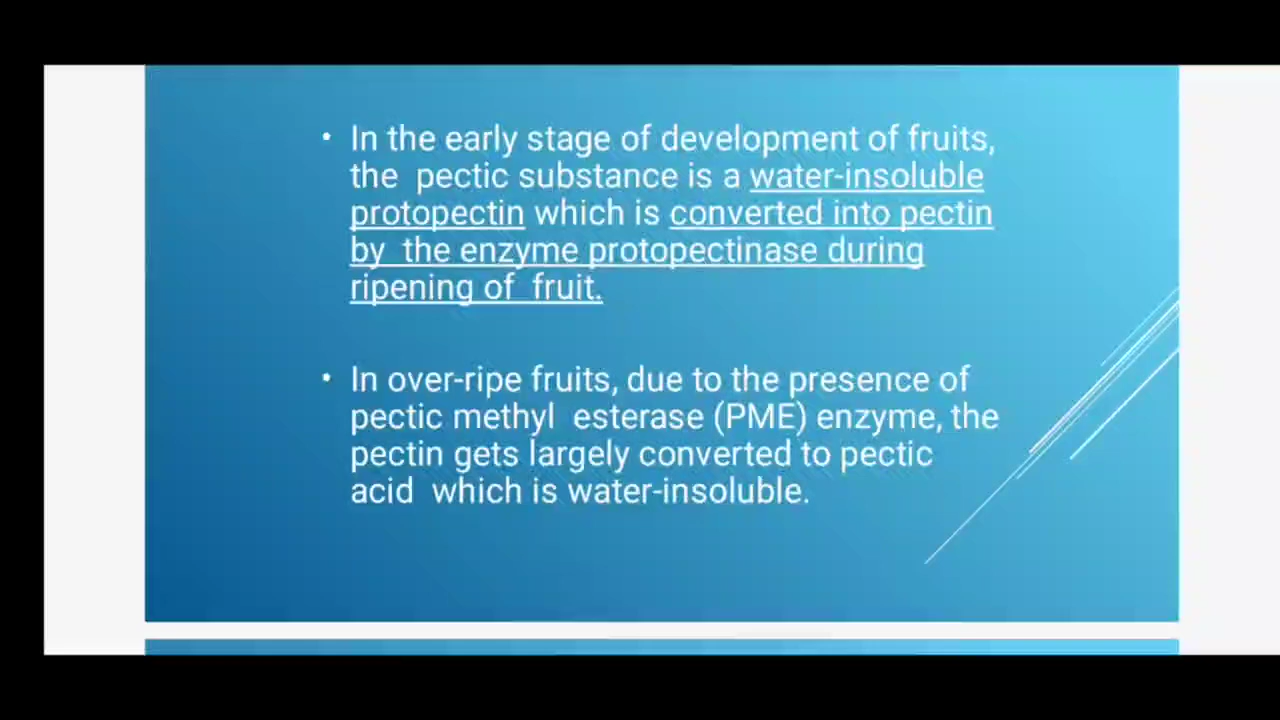 • In the early stage of development of fruits,
the pectic substance is a water-insoluble
protopectin which is converted into pectin
by the enzyme protopectinase during
ripening of fruit.
• In over-ripe fruits, due to the presence of
pectic methyl esterase (PME) enzyme, the
pectin gets largely converted to pectic
acid which is water-insoluble.